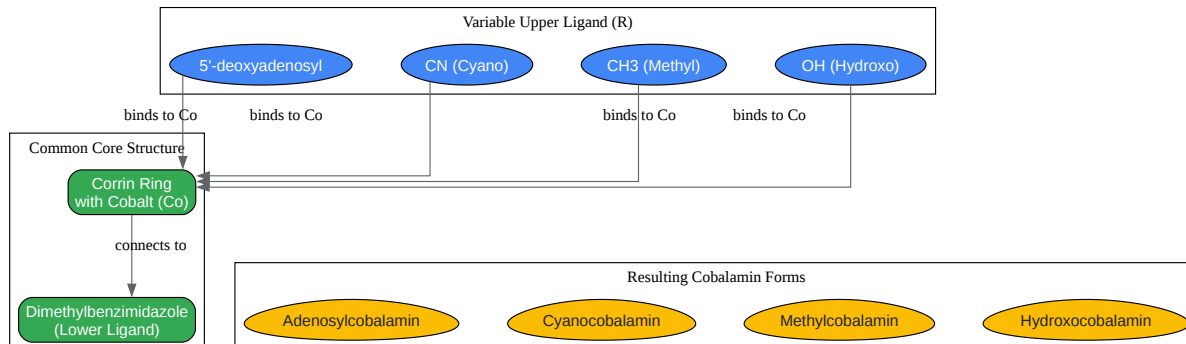 Variable Upper Ligand (R)
5'-deoxyadenosyl
CN (Cyano)
CH3 (Methyl)
OH (Hydroxo)
binds to Co
binds to Co
binds to Co
binds to Co
Common Core Structure
Corrin Ring
with Cobalt (Co)
connects to
Dimethylbenzimidazole
(Lower Ligand)
Resulting Cobalamin Forms
Adenosylcobalamin
Cyanocobalamin
Methylcobalamin
Hydroxocobalamin